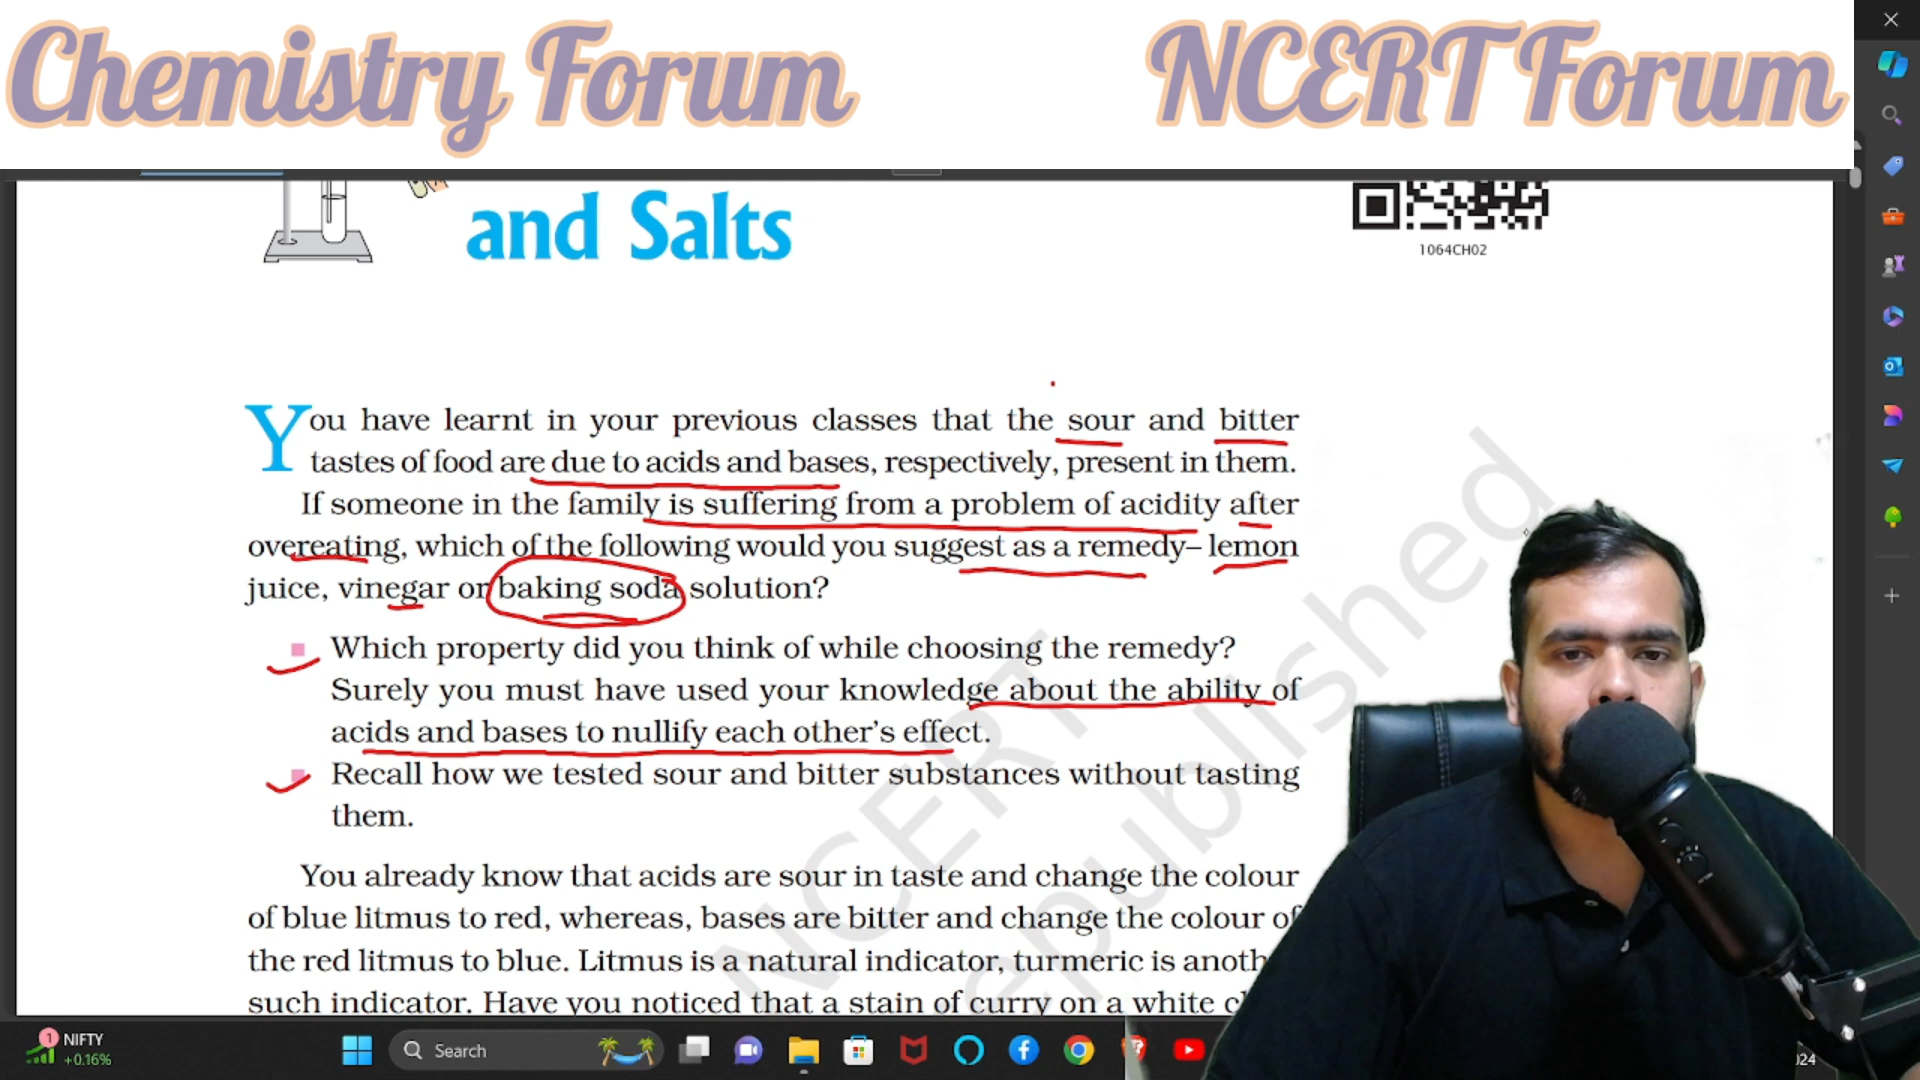 Chemistry Forum NCERT Forum
and Salts
1064CH02
You have learnt in your previous classes that the sour and bitter
tastes of food are due to acids and bases, respectively, present in them.
If someone in the family is suffering from a problem of acidity after
overeating, which of the following would you suggest as a remedy– lemon
juice, vinegar or baking soda solution?
Which property did you think of while choosing the remedy?
Surely you must have used your knowledge about the ability of
acids and bases to nullify each other's effect.
Recall how we tested sour and bitter substances without tasting
them.
You already know that acids are sour in taste and change the colour
of blue litmus to red, whereas, bases are bitter and change the colour of
the red litmus to blue. Litmus is a natural indicator, turmeric is anoth
such indicator. Have you noticed that a stain of curry on a white c
NCERT
republished
1 NIFTY
+0.16%
Search
024